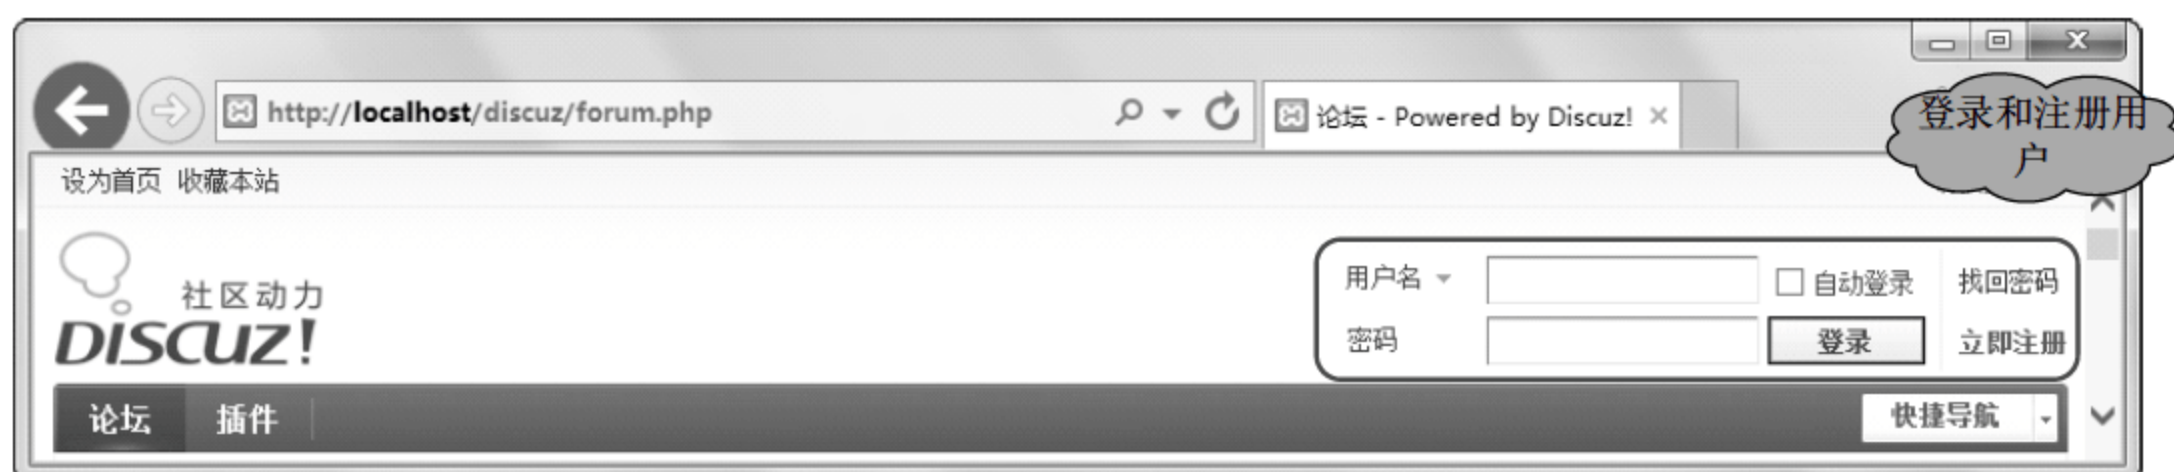 http://localhost/discuz/forum.php
论坛 - Powered by Discuz!
登录和注册用
户
设为首页 收藏本站
社区动力
DISCUZ!
用户名 自动登录 找回密码
密码 登录 立即注册
论坛 插件 快捷导航